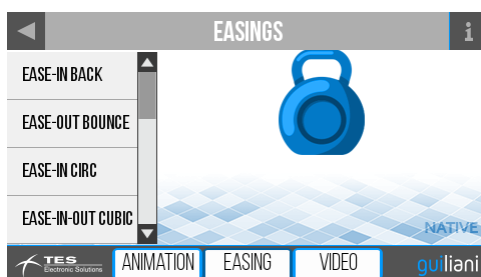 EASINGS
i
EASE-IN BACK
EASE-OUT BOUNCE
EASE-IN CIRC
EASE-IN-OUT CUBIC
NATIVE
TES
Electronic Solutions
ANIMATION
EASING
VIDEO
guiliani